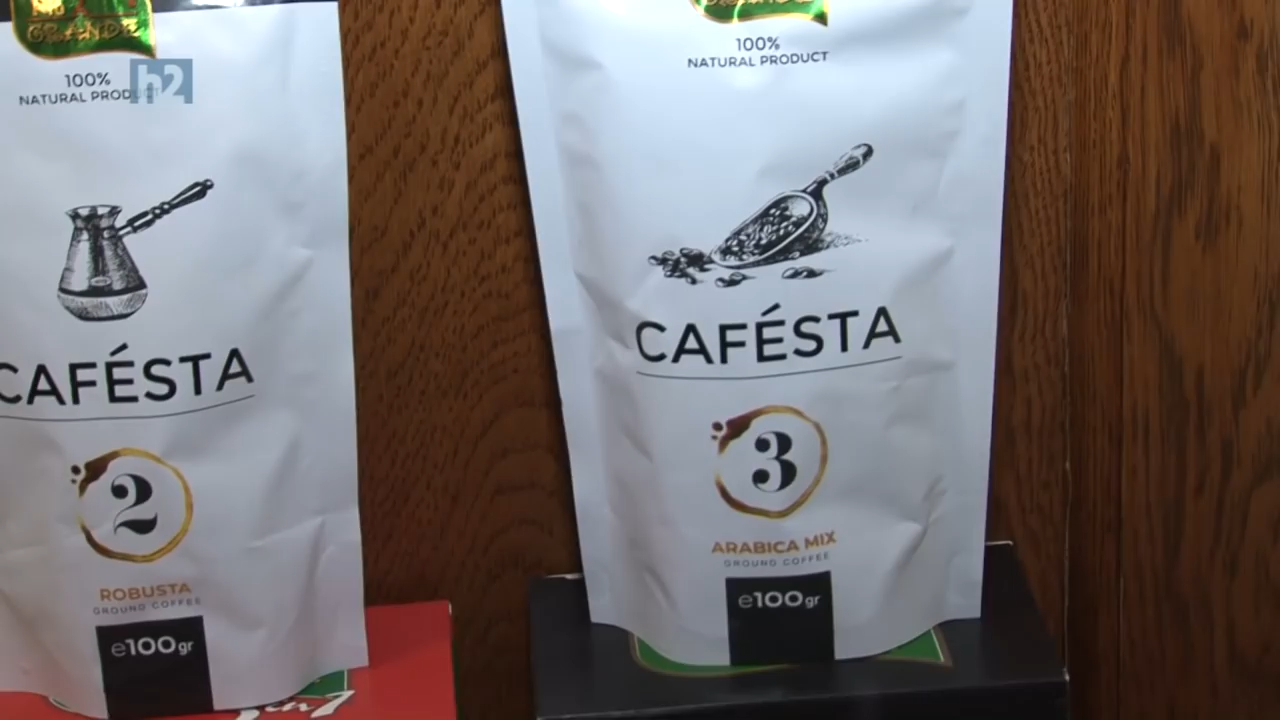 GRANDE
100%
NATURAL PRODUCT
h2
CAFÉSTA
2
ROBUSTA
GROUND COFFEE
e100gr
100%
NATURAL PRODUCT
CAFÉSTA
3
ARABICA MIX
GROUND COFFEE
e100gr